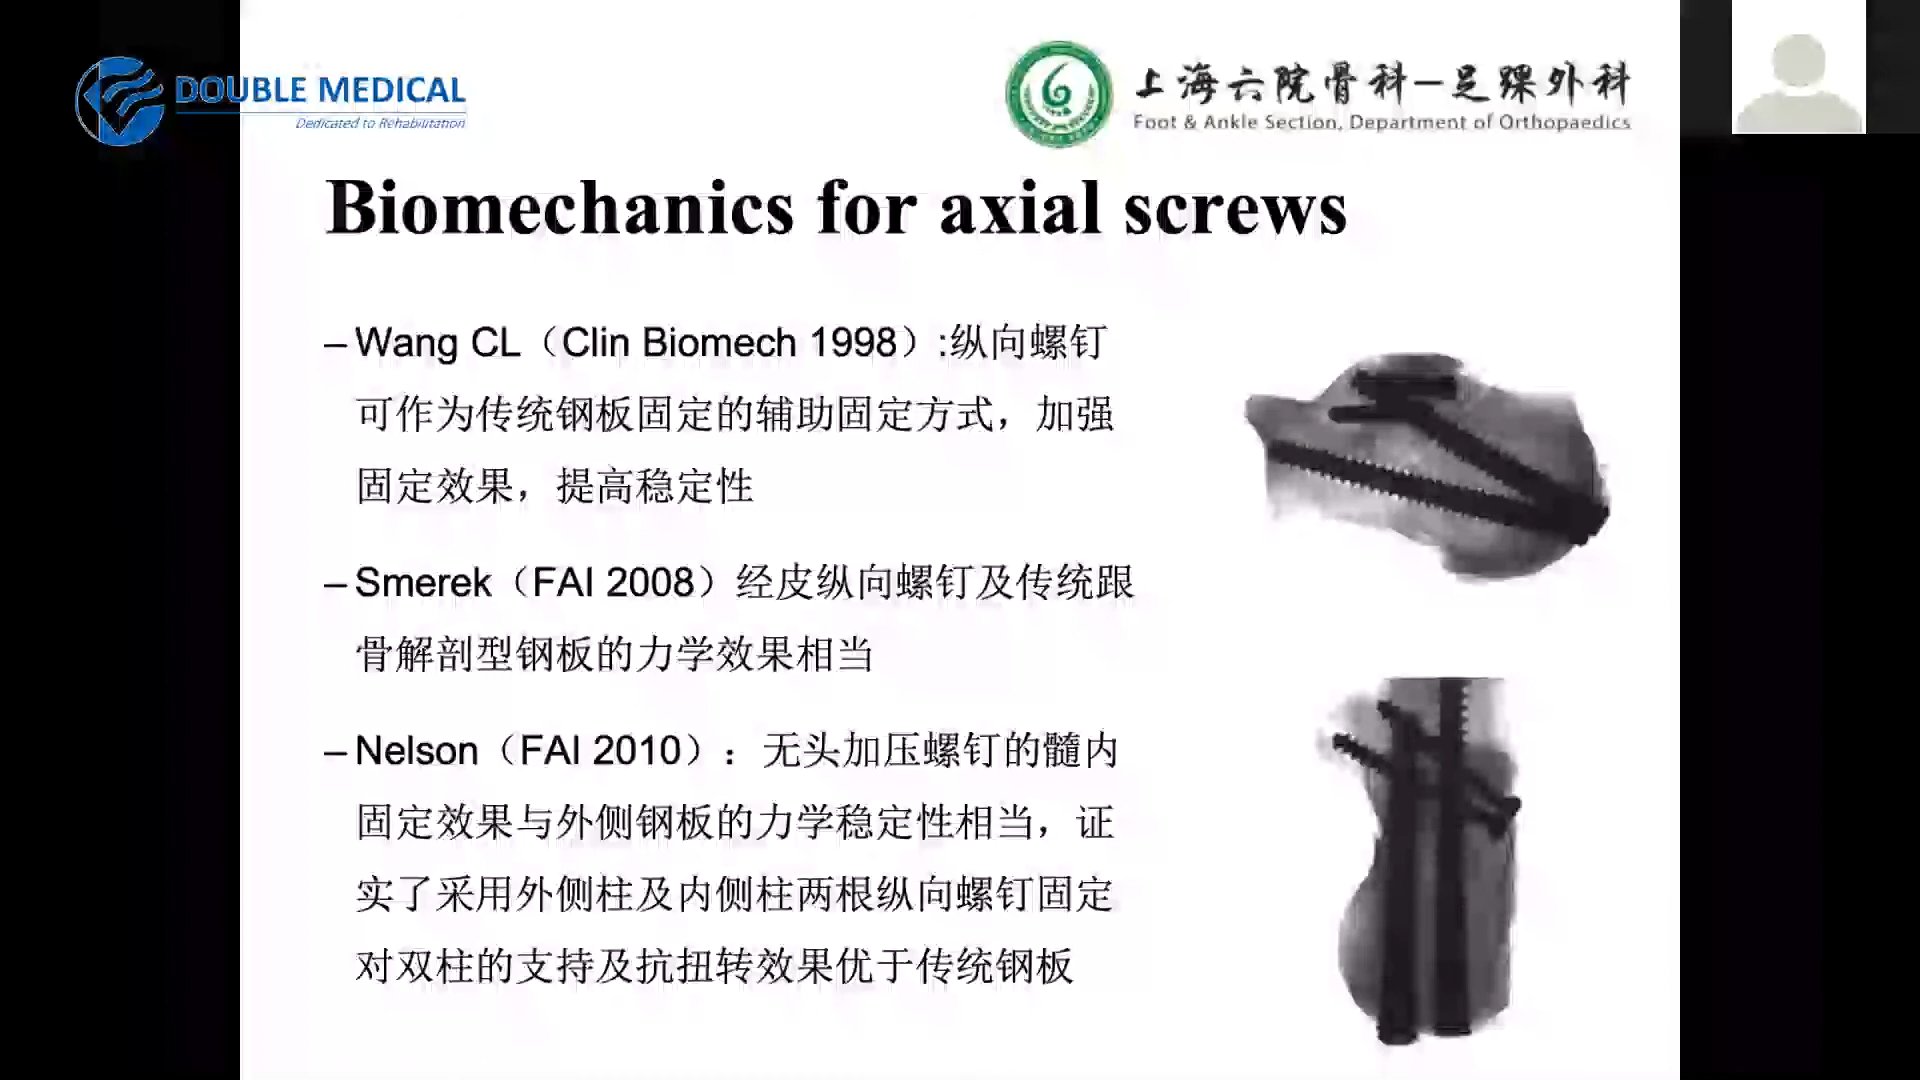 DOUBLE MEDICAL
Dedicated to Rehabilitation
上海六院骨科—足踝外科
Foot & Ankle Section, Department of Orthopaedics
Biomechanics for axial screws
–Wang CL（Clin Biomech 1998）:纵向螺钉
可作为传统钢板固定的辅助固定方式，加强
固定效果，提高稳定性
–Smerek（FAI 2008）经皮纵向螺钉及传统跟
骨解剖型钢板的力学效果相当
–Nelson（FAI 2010）：无头加压螺钉的髓内
固定效果与外侧钢板的力学稳定性相当，证
实了采用外侧柱及内侧柱两根纵向螺钉固定
对双柱的支持及抗扭转效果优于传统钢板